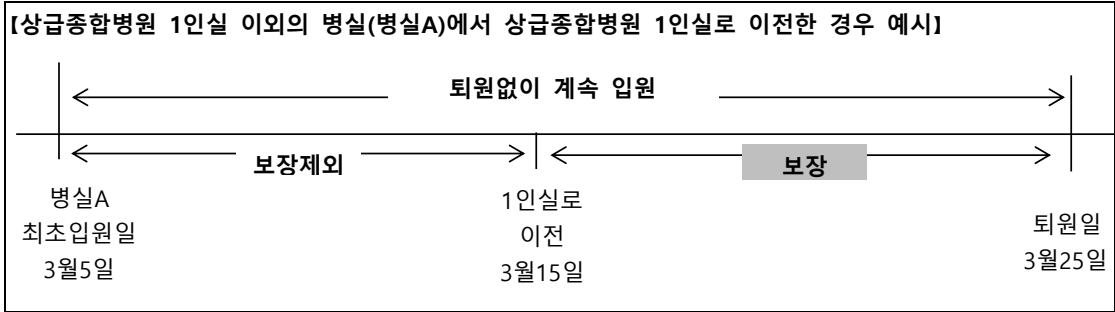 【상급종합병원 1인실 이외의 병실(병실A)에서 상급종합병원 1인실로 이전한 경우 예시】
퇴원없이 계속 입원
보장제외
보장
병실A
최초입원일
3월5일
1인실로
이전
3월15일
퇴원일
3월25일